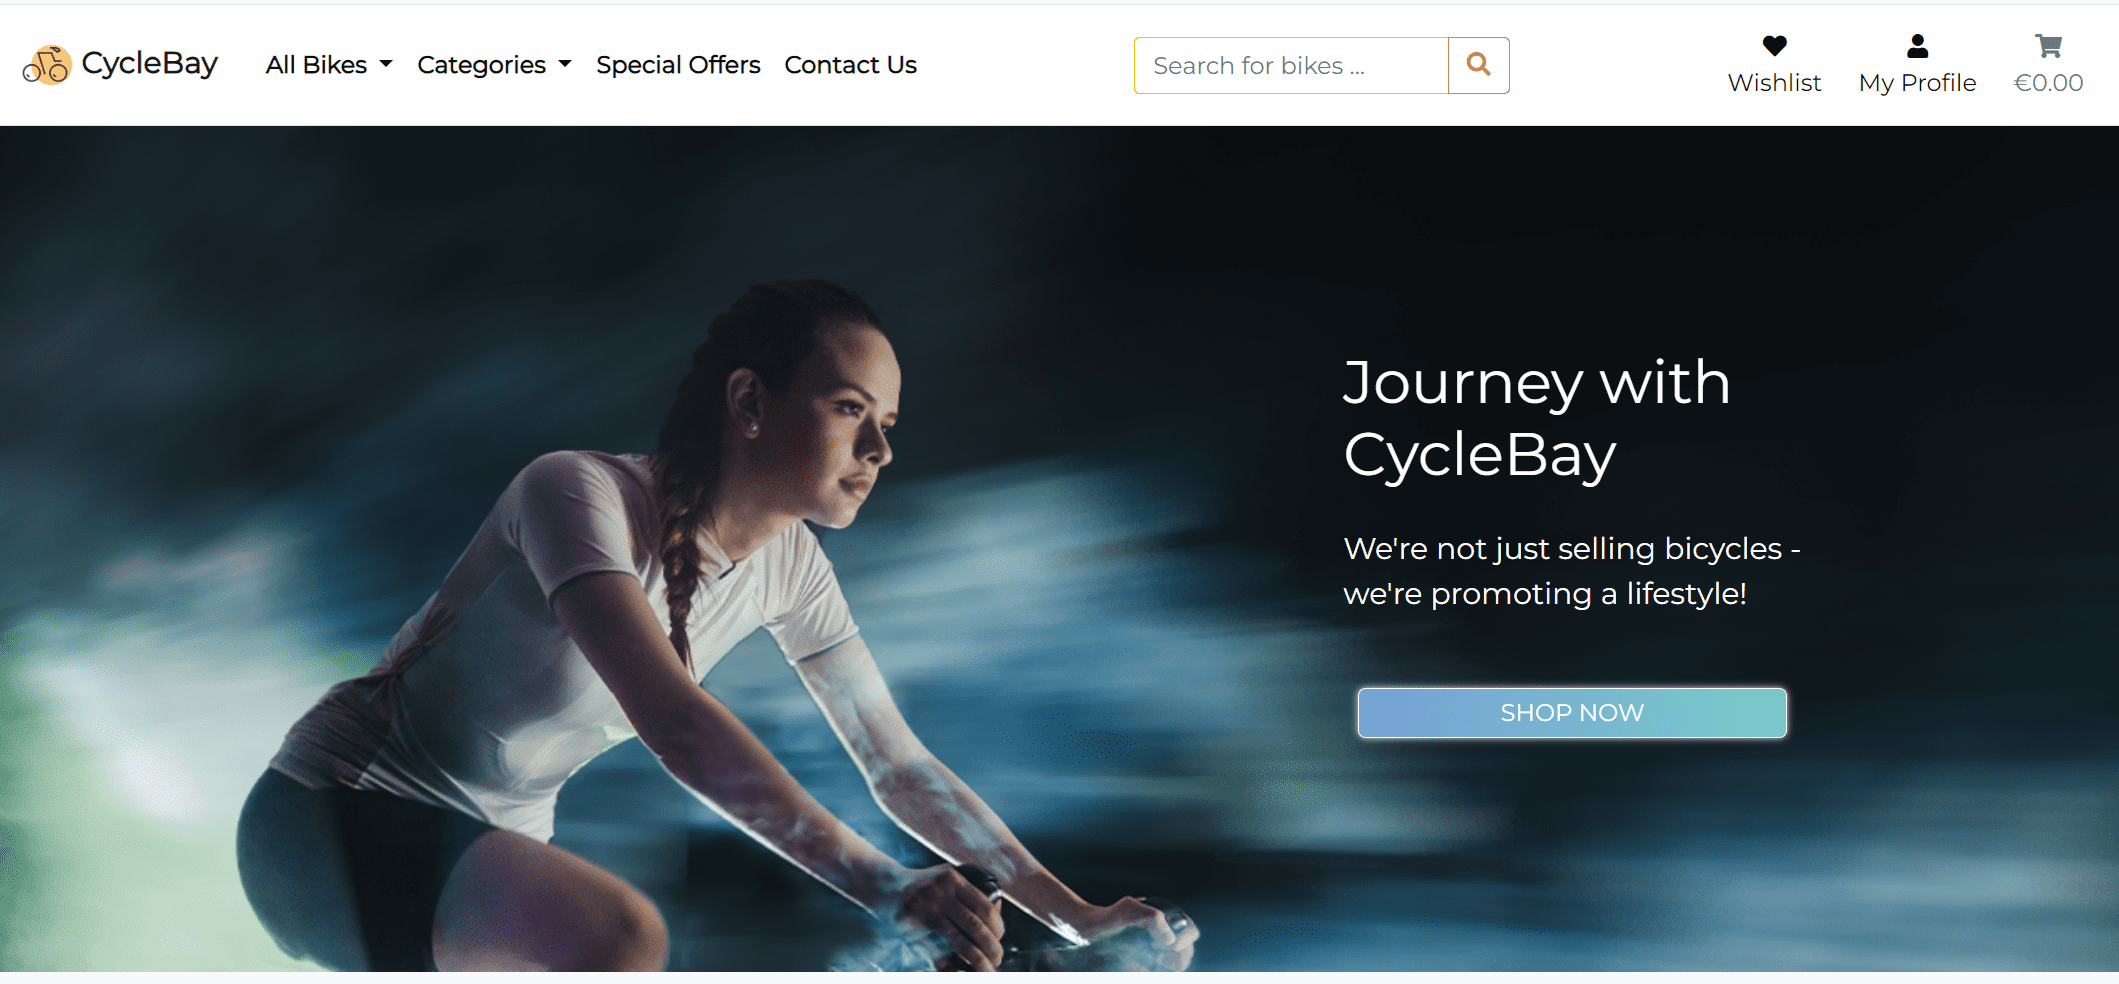 CycleBay
All Bikes
Categories
Special Offers
Contact Us
Search for bikes ...
Wishlist
My Profile
€0.00
Journey with
CycleBay
We're not just selling bicycles -
we're promoting a lifestyle!
SHOP NOW